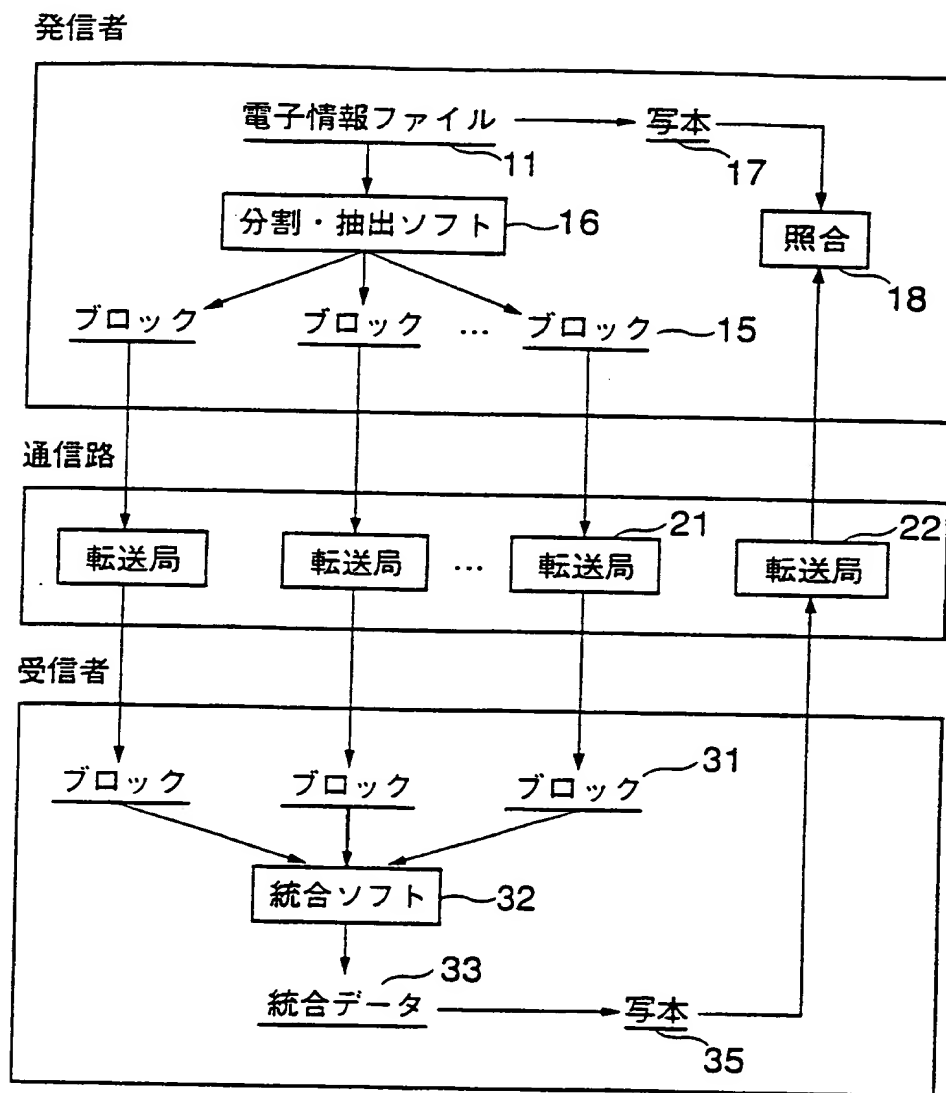 発信者
電子情報ファイル 写本
11 17
分割・抽出ソフト 16 照合
18
ブロック ブロック … ブロック 15
通信路
21 22
転送局 転送局 … 転送局 転送局
受信者
ブロック ブロック ブロック 31
統合ソフト 32
33
統合データ 写本
35